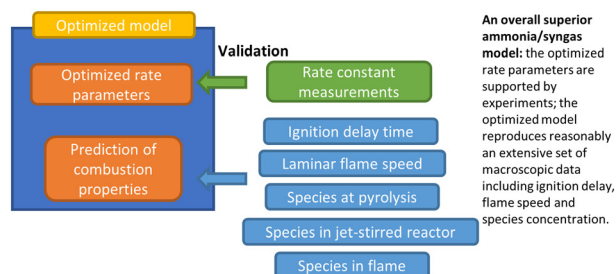 Optimized model
Validation
Optimized rate
parameters
Rate constant
measurements
Prediction of
combustion
properties
Ignition delay time
Laminar flame speed
Species at pyrolysis
Species in jet-stirred reactor
Species in flame
An overall superior
ammonia/syngas
model: the optimized
rate parameters are
supported by
experiments; the
optimized model
reproduces reasonably
an extensive set of
macroscopic data
including ignition delay,
flame speed and
species concentration.